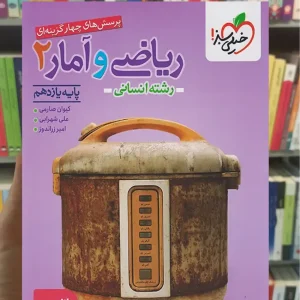 خیلی سبز
پرسش‌های چهارگزینه‌ای
ریاضی و آمار ۲
رشته انسانی
پایه یازدهم
کیوان صارمی
علی شهرابی
امیر زراندوز